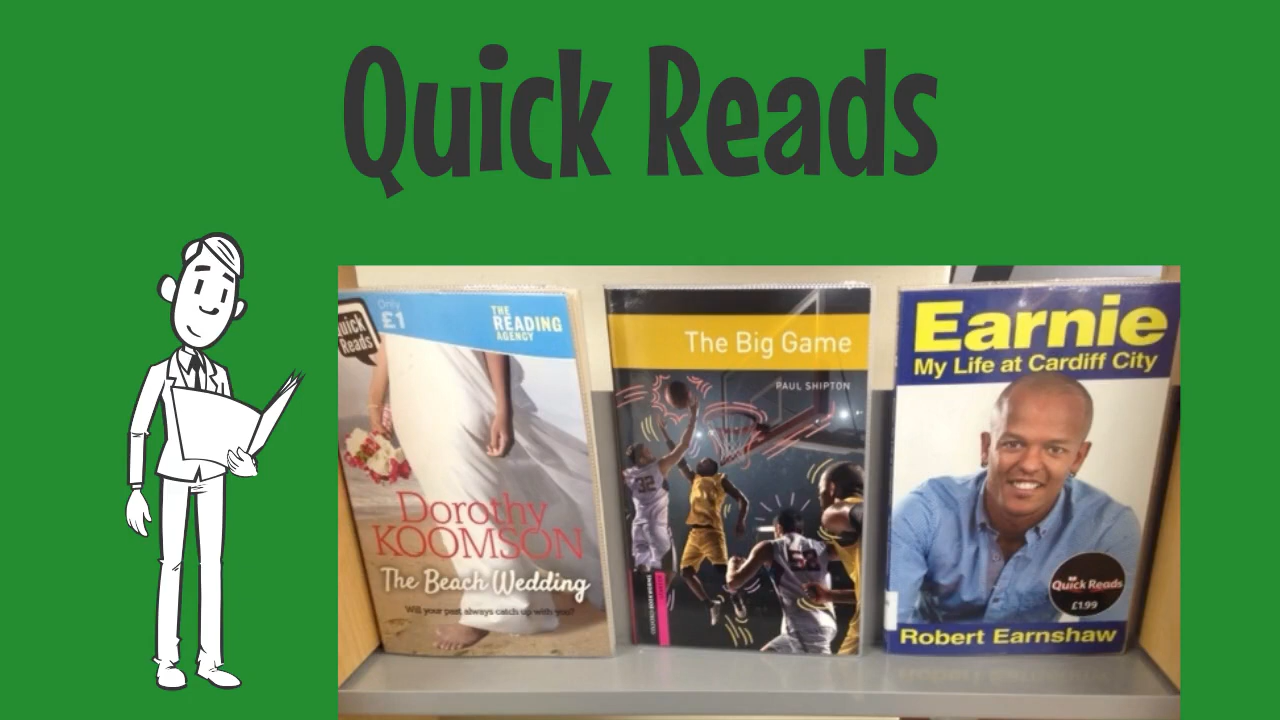 Quick Reads
Quick
Reads
Only
£1
THE
READING
AGENCY
Dorothy
KOOMSON
The Beach Wedding
Will your past always catch up with you?
The Big Game
PAUL SHIPTON
32
52
Earnie
My Life at Cardiff City
Quick Reads
£1.99
Robert Earnshaw